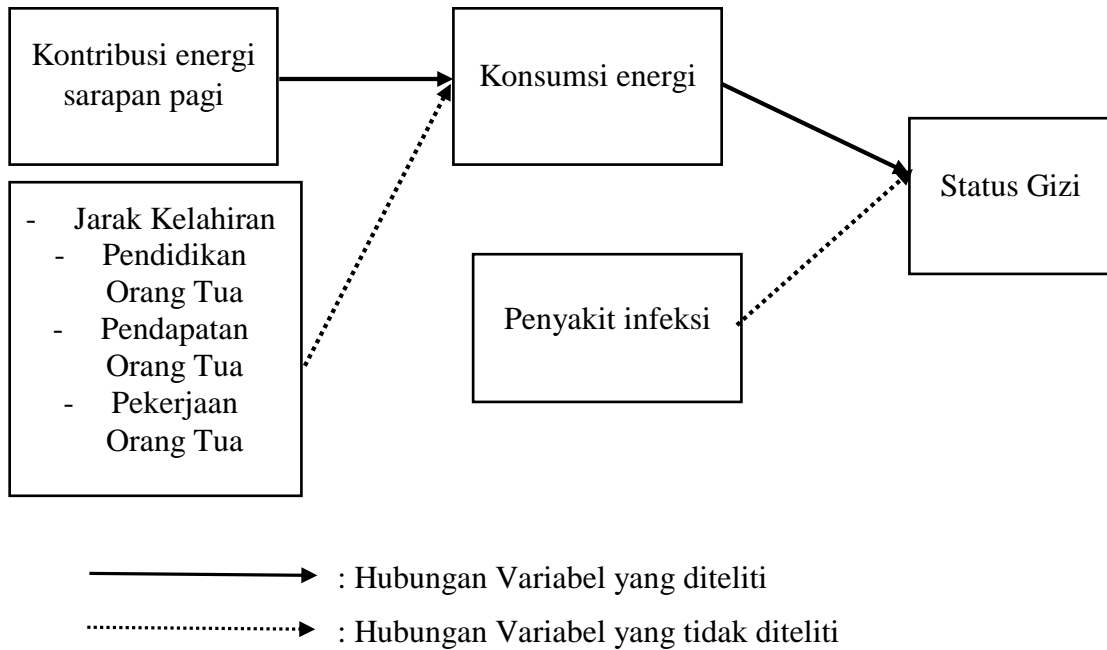 Kontribusi energi
sarapan pagi
Konsumsi energi
Status Gizi
- Jarak Kelahiran
- Pendidikan
Orang Tua
- Pendapatan
Orang Tua
- Pekerjaan
Orang Tua
Penyakit infeksi
: Hubungan Variabel yang diteliti
: Hubungan Variabel yang tidak diteliti